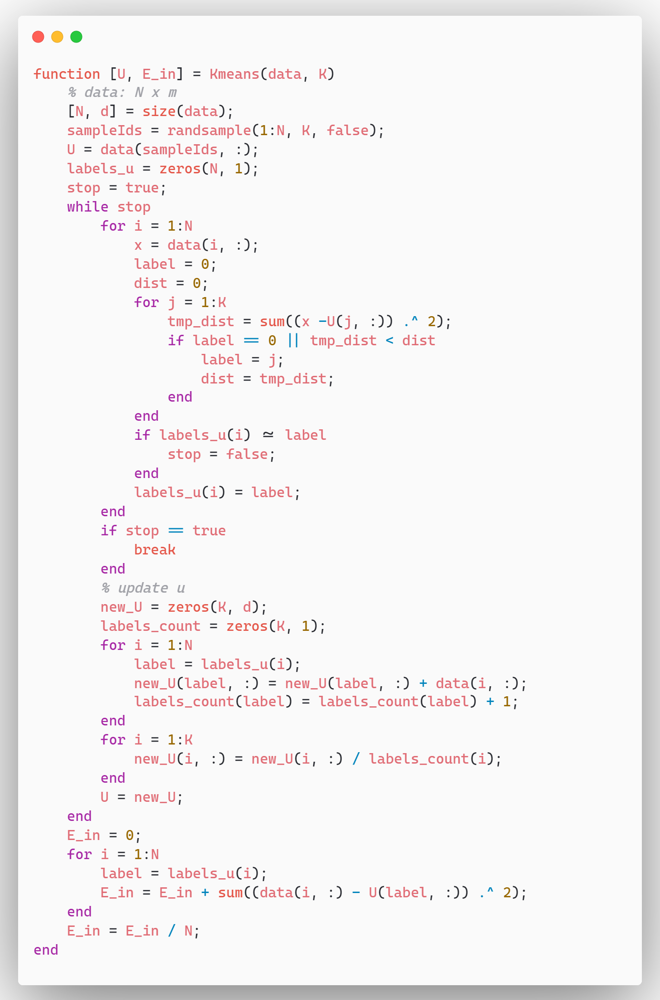 function [U, E_in] = Kmeans(data, K)
    % data: N x m
    [N, d] = size(data);
    sampleIds = randsample(1:N, K, false);
    U = data(sampleIds, :);
    labels_u = zeros(N, 1);
    stop = true;
    while stop
        for i = 1:N
            x = data(i, :);
            label = 0;
            dist = 0;
            for j = 1:K
                tmp_dist = sum((x -U(j, :)) .^ 2);
                if label == 0 || tmp_dist < dist
                    label = j;
                    dist = tmp_dist;
                end
            end
            if labels_u(i) ~= label
                stop = false;
            end
            labels_u(i) = label;
        end
        if stop == true
            break
        end
        % update u
        new_U = zeros(K, d);
        labels_count = zeros(K, 1);
        for i = 1:N
            label = labels_u(i);
            new_U(label, :) = new_U(label, :) + data(i, :);
            labels_count(label) = labels_count(label) + 1;
        end
        for i = 1:K
            new_U(i, :) = new_U(i, :) / labels_count(i);
        end
        U = new_U;
    end
    E_in = 0;
    for i = 1:N
        label = labels_u(i);
        E_in = E_in + sum((data(i, :) - U(label, :)) .^ 2);
    end
    E_in = E_in / N;
end